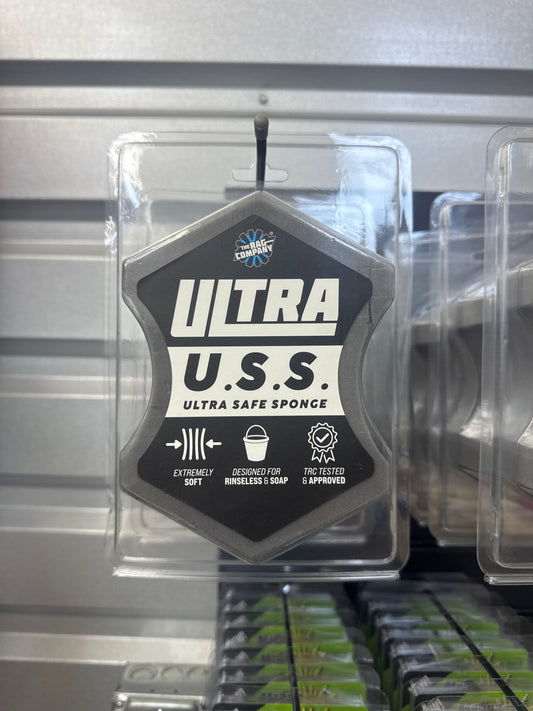 THE
RAG
COMPANY
®
ULTRA
U.S.S.
ULTRA SAFE SPONGE
EXTREMELY
SOFT
DESIGNED FOR
RINSELESS & SOAP
TRC TESTED
& APPROVED